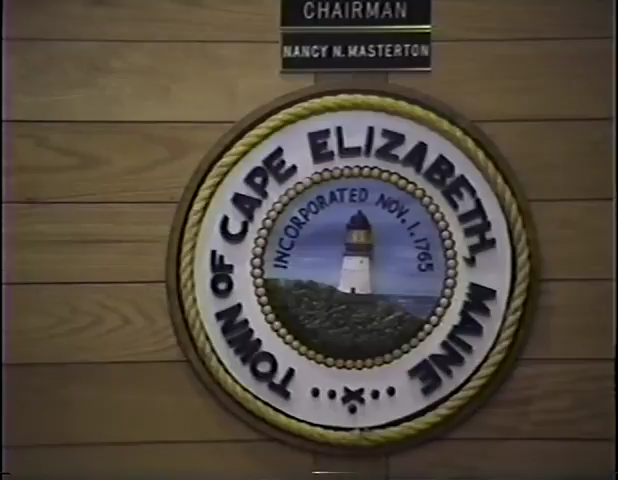 CHAIRMAN
NANCY N. MASTERTON
TOWN OF CAPE ELIZABETH, MAINE
INCORPORATED NOV. 1, 1765